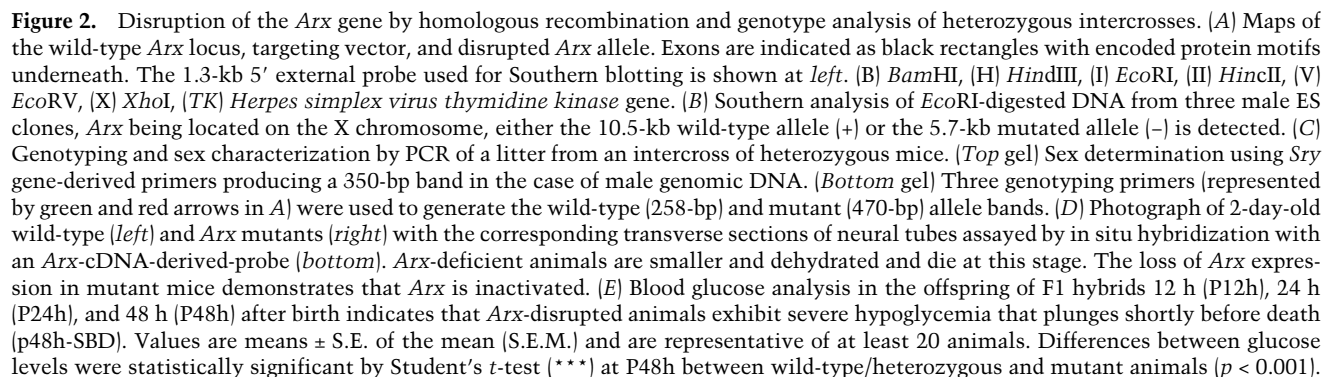 Figure 2. Disruption of the Arx gene by homologous recombination and genotype analysis of heterozygous intercrosses. (A) Maps of
the wild-type Arx locus, targeting vector, and disrupted Arx allele. Exons are indicated as black rectangles with encoded protein motifs
underneath. The 1.3-kb 5′ external probe used for Southern blotting is shown at left. (B) BamHI, (H) HindIII, (I) EcoRI, (II) HincII, (V)
EcoRV, (X) XhoI, (TK) Herpes simplex virus thymidine kinase gene. (B) Southern analysis of EcoRI-digested DNA from three male ES
clones, Arx being located on the X chromosome, either the 10.5-kb wild-type allele (+) or the 5.7-kb mutated allele (–) is detected. (C)
Genotyping and sex characterization by PCR of a litter from an intercross of heterozygous mice. (Top gel) Sex determination using Sry
gene-derived primers producing a 350-bp band in the case of male genomic DNA. (Bottom gel) Three genotyping primers (represented
by green and red arrows in A) were used to generate the wild-type (258-bp) and mutant (470-bp) allele bands. (D) Photograph of 2-day-old
wild-type (left) and Arx mutants (right) with the corresponding transverse sections of neural tubes assayed by in situ hybridization with
an Arx-cDNA-derived-probe (bottom). Arx-deficient animals are smaller and dehydrated and die at this stage. The loss of Arx expres-
sion in mutant mice demonstrates that Arx is inactivated. (E) Blood glucose analysis in the offspring of F1 hybrids 12 h (P12h), 24 h
(P24h), and 48 h (P48h) after birth indicates that Arx-disrupted animals exhibit severe hypoglycemia that plunges shortly before death
(p48h-SBD). Values are means ± S.E. of the mean (S.E.M.) and are representative of at least 20 animals. Differences between glucose
levels were statistically significant by Student's t-test (***) at P48h between wild-type/heterozygous and mutant animals (p < 0.001).